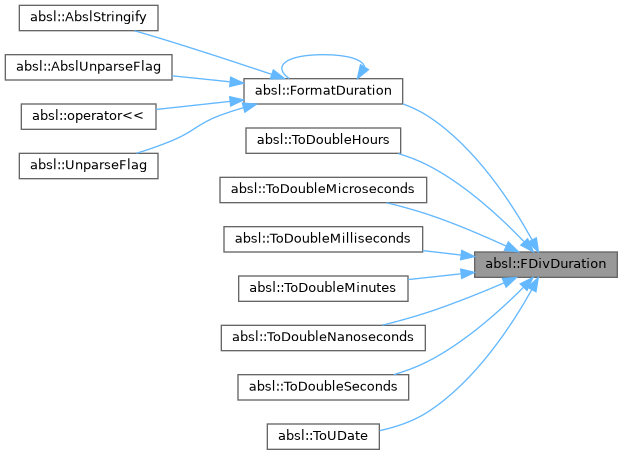 absl::AbslStringify
absl::AbslUnparseFlag
absl::operator<<
absl::UnparseFlag
absl::FormatDuration
absl::ToDoubleHours
absl::ToDoubleMicroseconds
absl::ToDoubleMilliseconds
absl::ToDoubleMinutes
absl::ToDoubleNanoseconds
absl::ToDoubleSeconds
absl::ToUDate
absl::FDivDuration